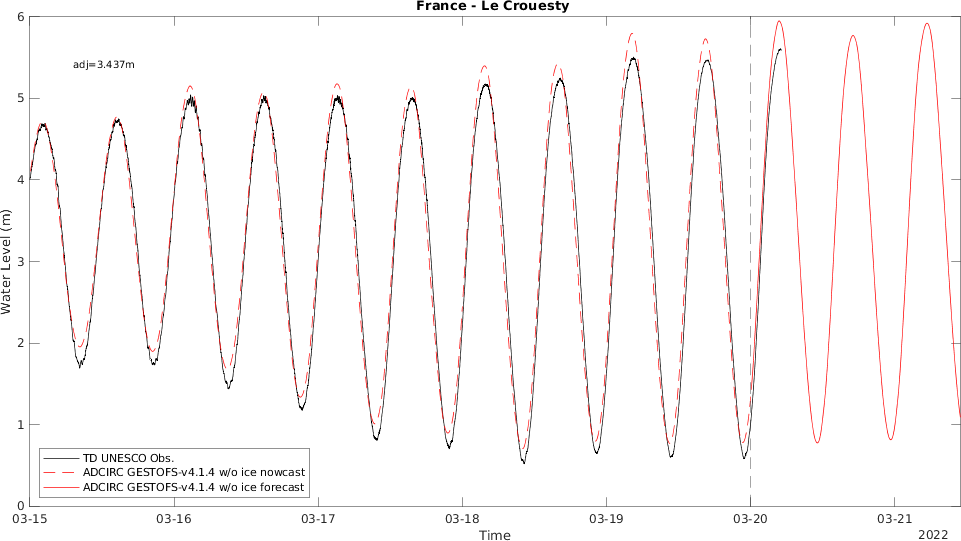 France - Le Crouesty
adj=3.437m
Water Level (m)
6
5
4
3
2
1
0
TD UNESCO Obs.
ADCIRC GESTOFS-v4.1.4 w/o ice nowcast
ADCIRC GESTOFS-v4.1.4 w/o ice forecast
03-15 03-16 03-17 03-18 03-19 03-20 03-21
Time
2022